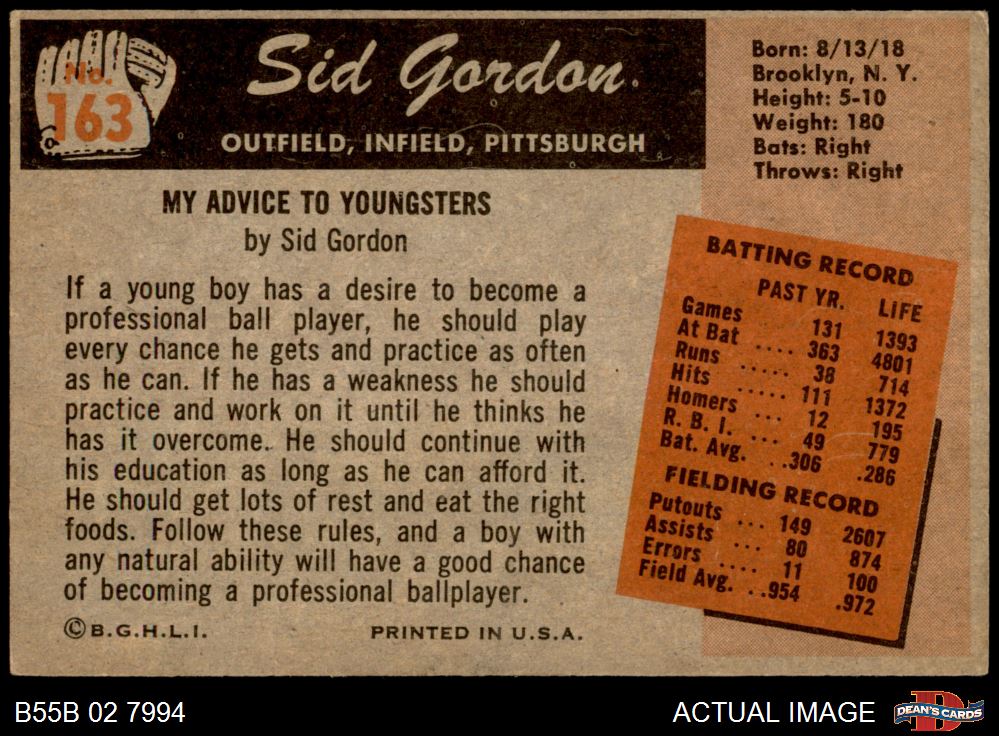 No.
163
Sid Gordon
OUTFIELD, INFIELD, PITTSBURGH
Born: 8/13/18
Brooklyn, N. Y.
Height: 5-10
Weight: 180
Bats: Right
Throws: Right
MY ADVICE TO YOUNGSTERS
by Sid Gordon
If a young boy has a desire to become a
professional ball player, he should play
every chance he gets and practice as often
as he can. If he has a weakness he should
practice and work on it until he thinks he
has it overcome. He should continue with
his education as long as he can afford it.
He should get lots of rest and eat the right
foods. Follow these rules, and a boy with
any natural ability will have a good chance
of becoming a professional ballplayer.
©B.G.H.L.I. PRINTED IN U.S.A.
BATTING RECORD
PAST YR. LIFE
Games 131 1393
At Bat .... 363 4801
Runs ..... 38 714
Hits ..... 111 1372
Homers ... 12 195
R. B. I. ... 49 779
Bat. Avg. . .306 .286
FIELDING RECORD
Putouts ... 149 2607
Assists ... 80 874
Errors .... 11 100
Field Avg. . .954 .972
B55B 02 7994
ACTUAL IMAGE
DEAN'S CARDS